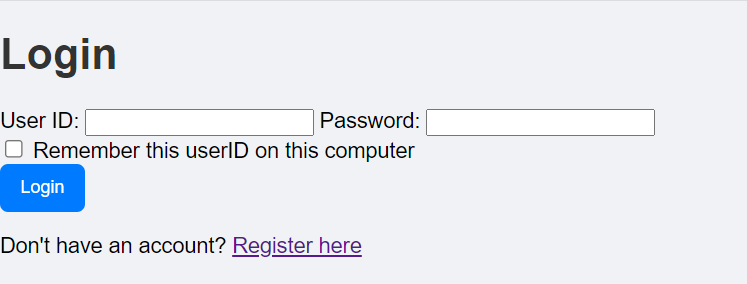 Login
User ID: Password:
Remember this userID on this computer
Login
Don't have an account? Register here